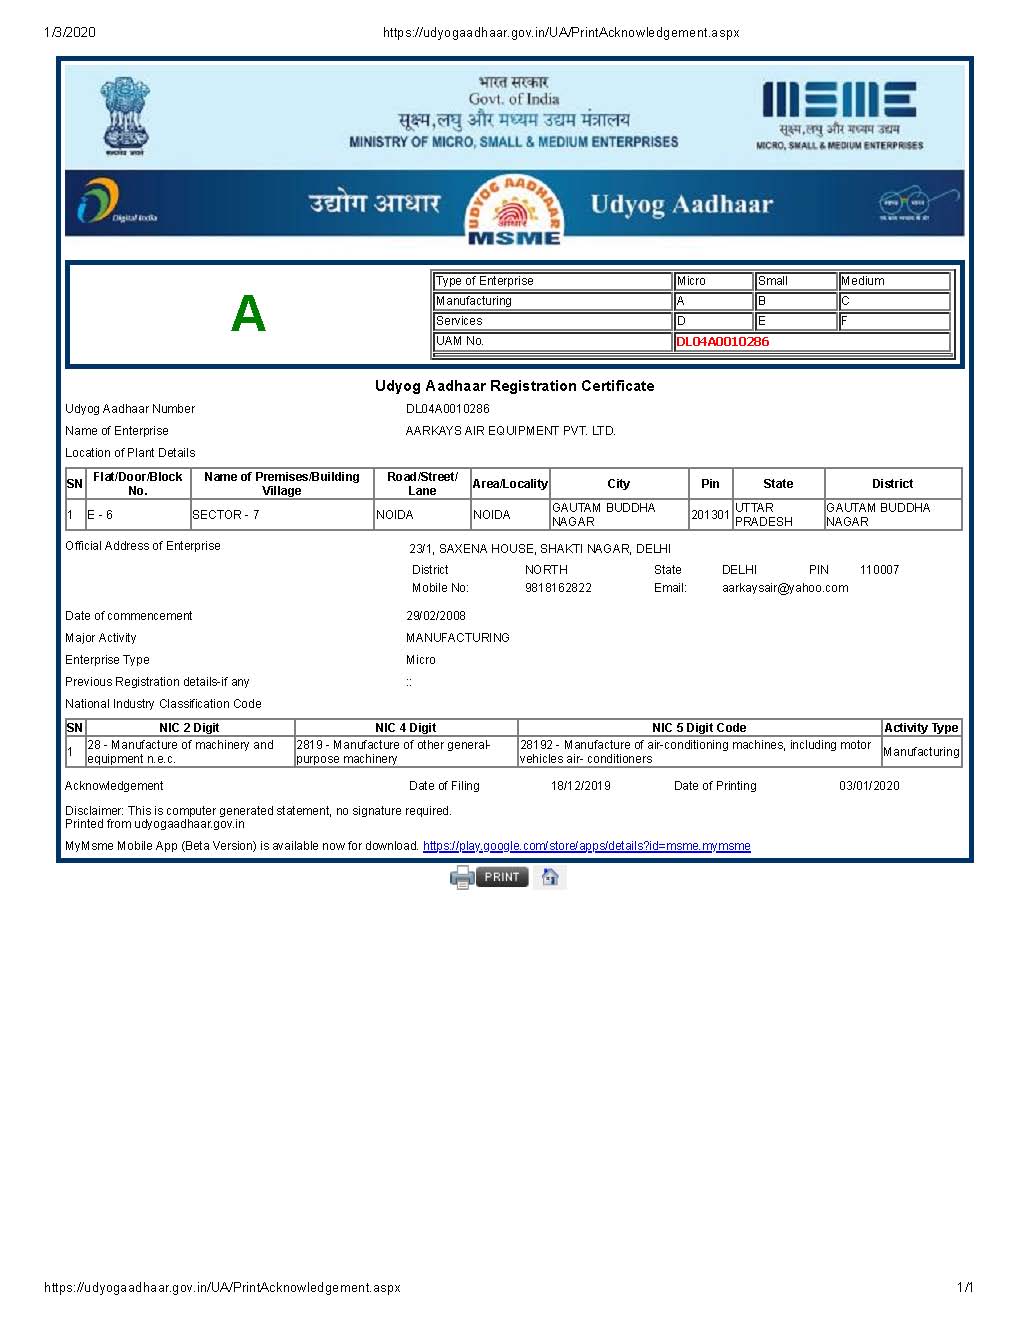 1/3/2020 https://udyogaadhaar.gov.in/UA/PrintAcknowledgement.aspx
भारत सरकार
Govt. of India
सूक्ष्म,लघु और मध्यम उद्यम मंत्रालय
MINISTRY OF MICRO, SMALL & MEDIUM ENTERPRISES
सत्यमेव जयते
MSME
सूक्ष्म,लघु और मध्यम उद्यम
MICRO, SMALL & MEDIUM ENTERPRISES
Digital India
उद्योग आधार
UDYOG AADHAAR
आधार
MSME
Udyog Aadhaar
A
Type of Enterprise Micro Small Medium
Manufacturing A B C
Services D E F
UAM No. DL04A0010286
Udyog Aadhaar Registration Certificate
Udyog Aadhaar Number DL04A0010286
Name of Enterprise AARKAYS AIR EQUIPMENT PVT. LTD.
Location of Plant Details
SN Flat/Door/Block No. Name of Premises/Building Village Road/Street/ Lane Area/Locality City Pin State District
1 E - 6 SECTOR - 7 NOIDA NOIDA GAUTAM BUDDHA NAGAR 201301 UTTAR PRADESH GAUTAM BUDDHA NAGAR
Official Address of Enterprise 23/1, SAXENA HOUSE, SHAKTI NAGAR, DELHI
District NORTH State DELHI PIN 110007
Mobile No: 9818162822 Email: aarkaysair@yahoo.com
Date of commencement 29/02/2008
Major Activity MANUFACTURING
Enterprise Type Micro
Previous Registration details-if any ::
National Industry Classification Code
SN NIC 2 Digit NIC 4 Digit NIC 5 Digit Code Activity Type
1 28 - Manufacture of machinery and equipment n.e.c. 2819 - Manufacture of other general-purpose machinery 28192 - Manufacture of air-conditioning machines, including motor vehicles air- conditioners Manufacturing
Acknowledgement Date of Filing 18/12/2019 Date of Printing 03/01/2020
Disclaimer: This is computer generated statement, no signature required.
Printed from udyogaadhaar.gov.in
MyMsme Mobile App (Beta Version) is available now for download. https://play.google.com/store/apps/details?id=msme.mymsme
PRINT
https://udyogaadhaar.gov.in/UA/PrintAcknowledgement.aspx 1/1